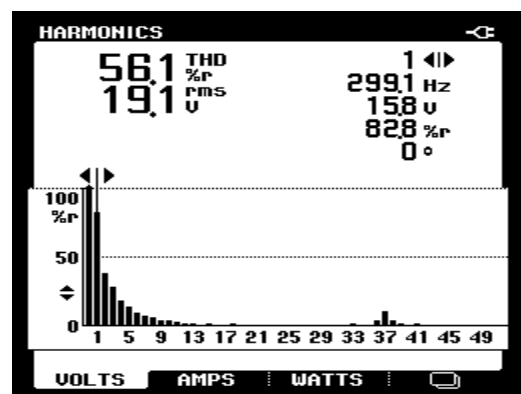 HARMONICS
56.1 THD %r
19.1 rms V
1
299.1 Hz
15.8 V
82.8 %r
0 °
100
%r
50
0
1 5 9 13 17 21 25 29 33 37 41 45 49
VOLTS AMPS WATTS